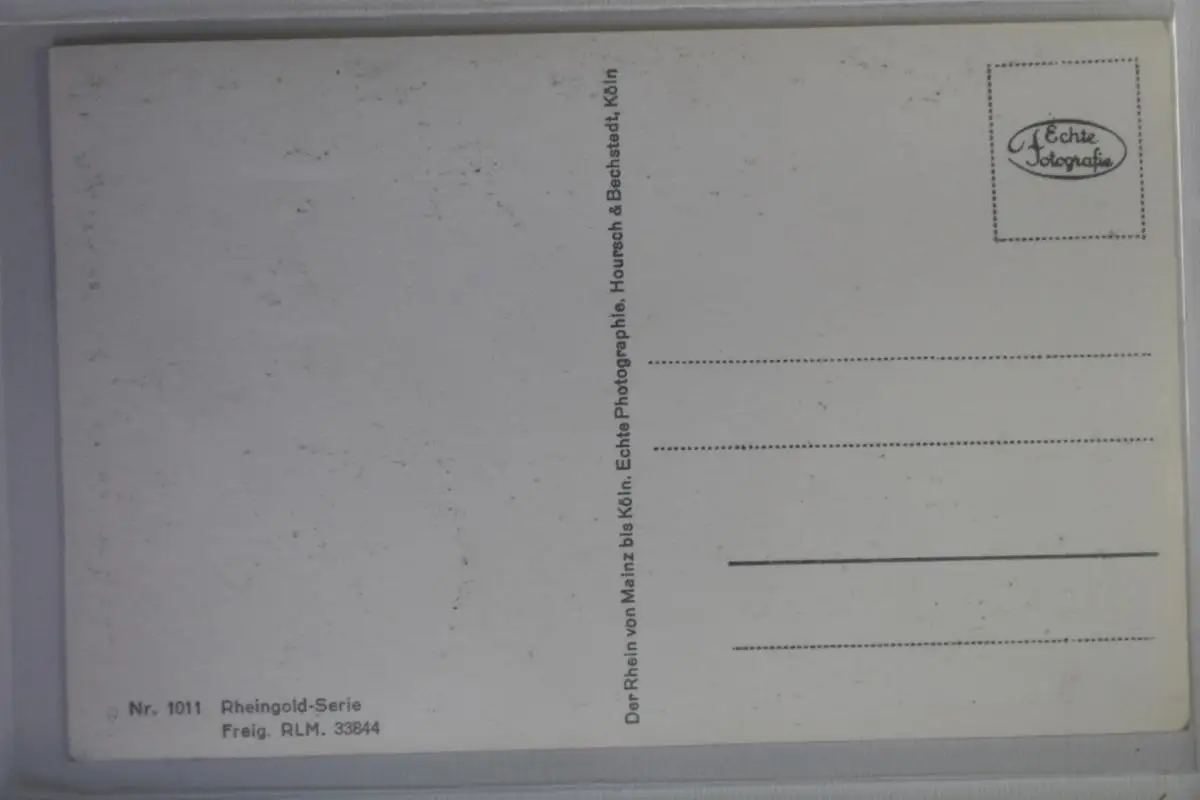 Echte
Fotografie
Der Rhein von Mainz bis Köln. Echte Photographie. Hoursch & Bechstedt, Köln
Nr. 1011 Rheingold-Serie
Freig. RLM. 33844